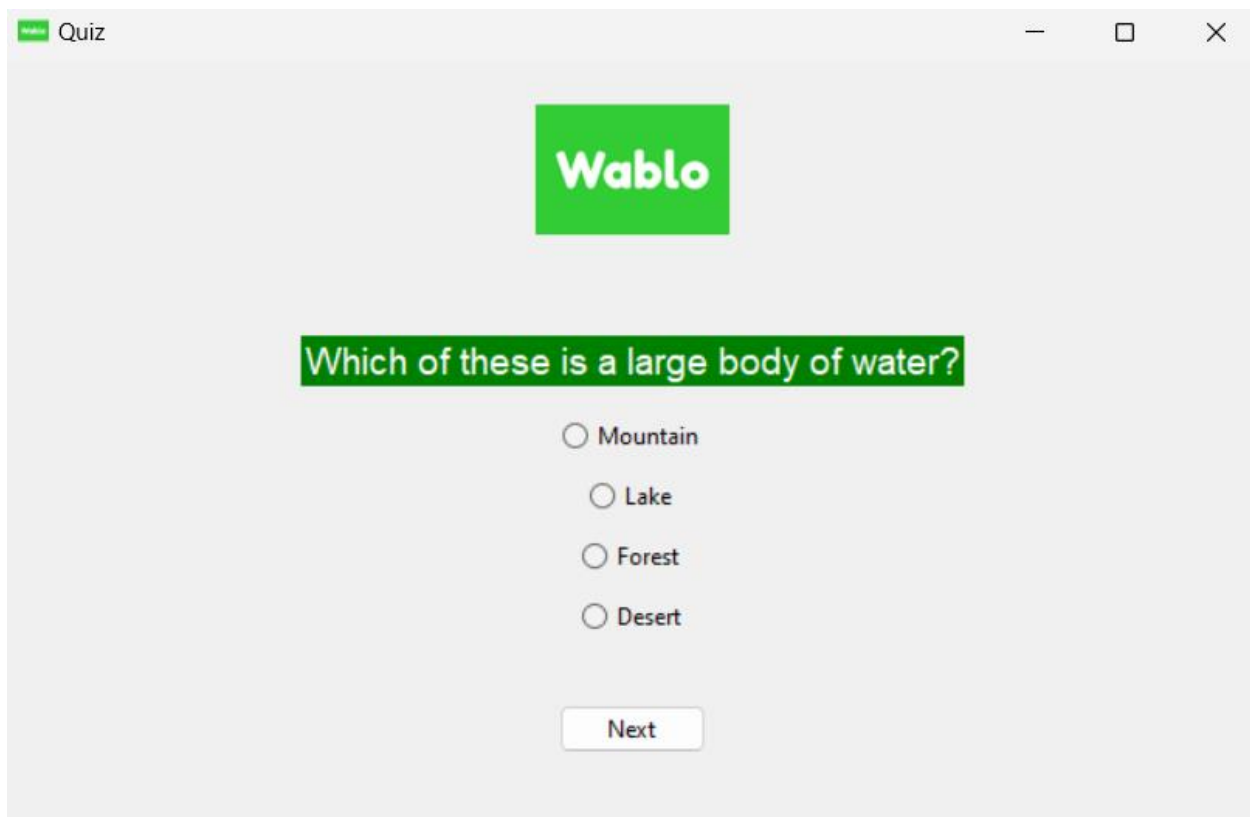 Quiz
Wablo
Which of these is a large body of water?
Mountain
Lake
Forest
Desert
Next